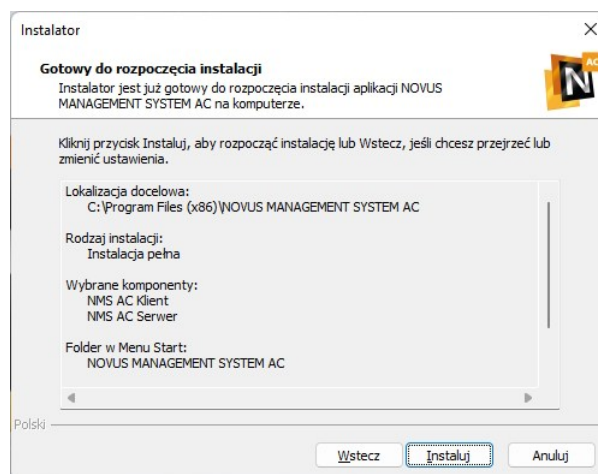 Instalator
Gotowy do rozpoczęcia instalacji
Instalator jest już gotowy do rozpoczęcia instalacji aplikacji NOVUS
MANAGEMENT SYSTEM AC na komputerze.
N
AC
Kliknij przycisk Instaluj, aby rozpocząć instalację lub Wstecz, jeśli chcesz przejrzeć lub
zmienić ustawienia.
Lokalizacja docelowa:
C:\Program Files (x86)\NOVUS MANAGEMENT SYSTEM AC
Rodzaj instalacji:
Instalacja pełna
Wybrane komponenty:
NMS AC Klient
NMS AC Serwer
Folder w Menu Start:
NOVUS MANAGEMENT SYSTEM AC
Polski
Wstecz Instaluj Anuluj